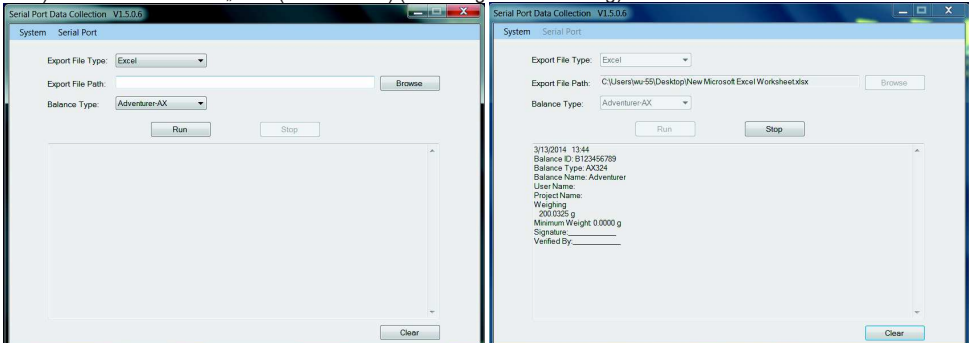 Serial Port Data Collection V1.5.0.6
System Serial Port
Export File Type: Excel
Export File Path:
Browse
Balance Type: Adventurer-AX
Run Stop
Clear
Serial Port Data Collection V1.5.0.6
System Serial Port
Export File Type: Excel
Export File Path: C:\Users\wu-55\Desktop\New Microsoft Excel Worksheet.xlsx
Browse
Balance Type: Adventurer-AX
Run Stop
3/13/2014 13:44
Balance ID: B123456789
Balance Type: AX324
Balance Name: Adventurer
User Name:
Project Name:
Weighing
200.0325 g
Minimum Weight: 0.0000 g
Signature:___________
Verified By:___________
Clear